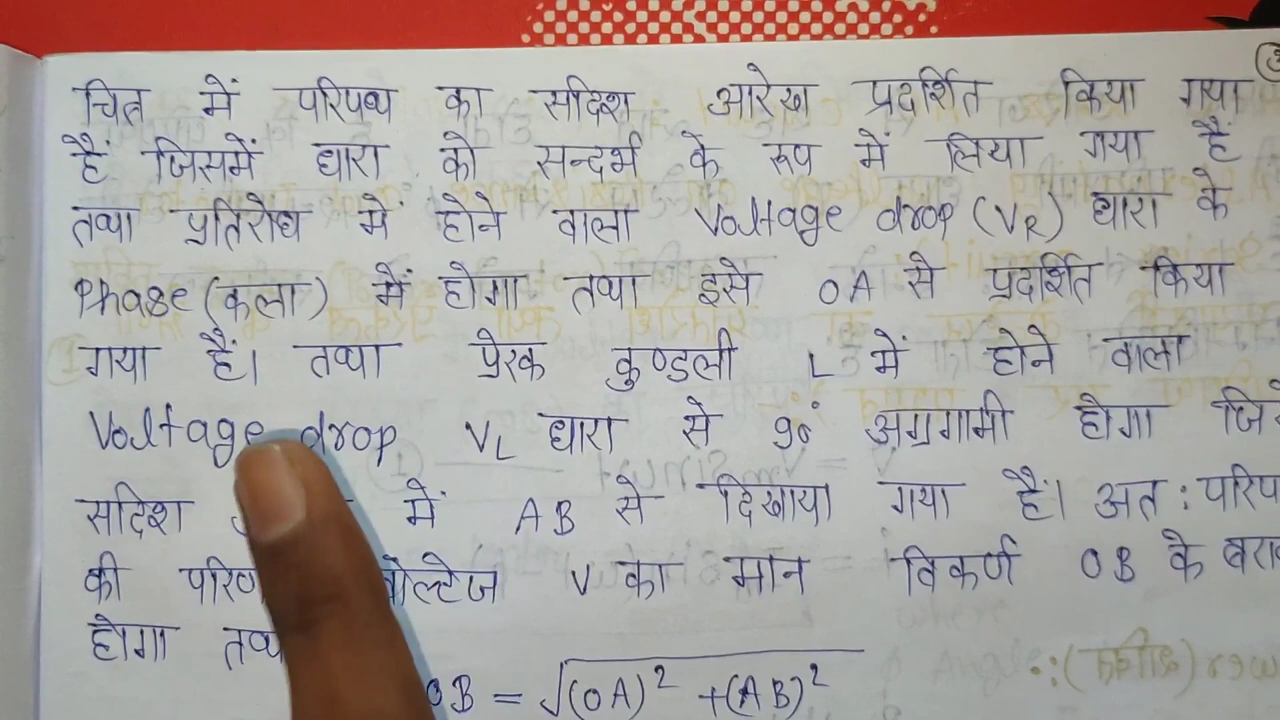 चित्र में परिपथ का सदिश आरेख प्रदर्शित किया गया
हैं जिसमें धारा को सन्दर्भ के रूप में लिया गया हैं
तथा प्रतिरोध में होने वाला Voltage drop (VR) धारा के
Phase (कला) में होगा तथा इसे OA से प्रदर्शित किया
गया हैं। तथा प्रेरक कुण्डली L में होने वाला
Voltage drop VL धारा से 90° अग्रगामी होगा
सदिश में AB से दिखाया गया हैं। अत :
की वोल्टेज V का मान विकर्ण OB के
होगा
OB = √(OA)² + (AB)²